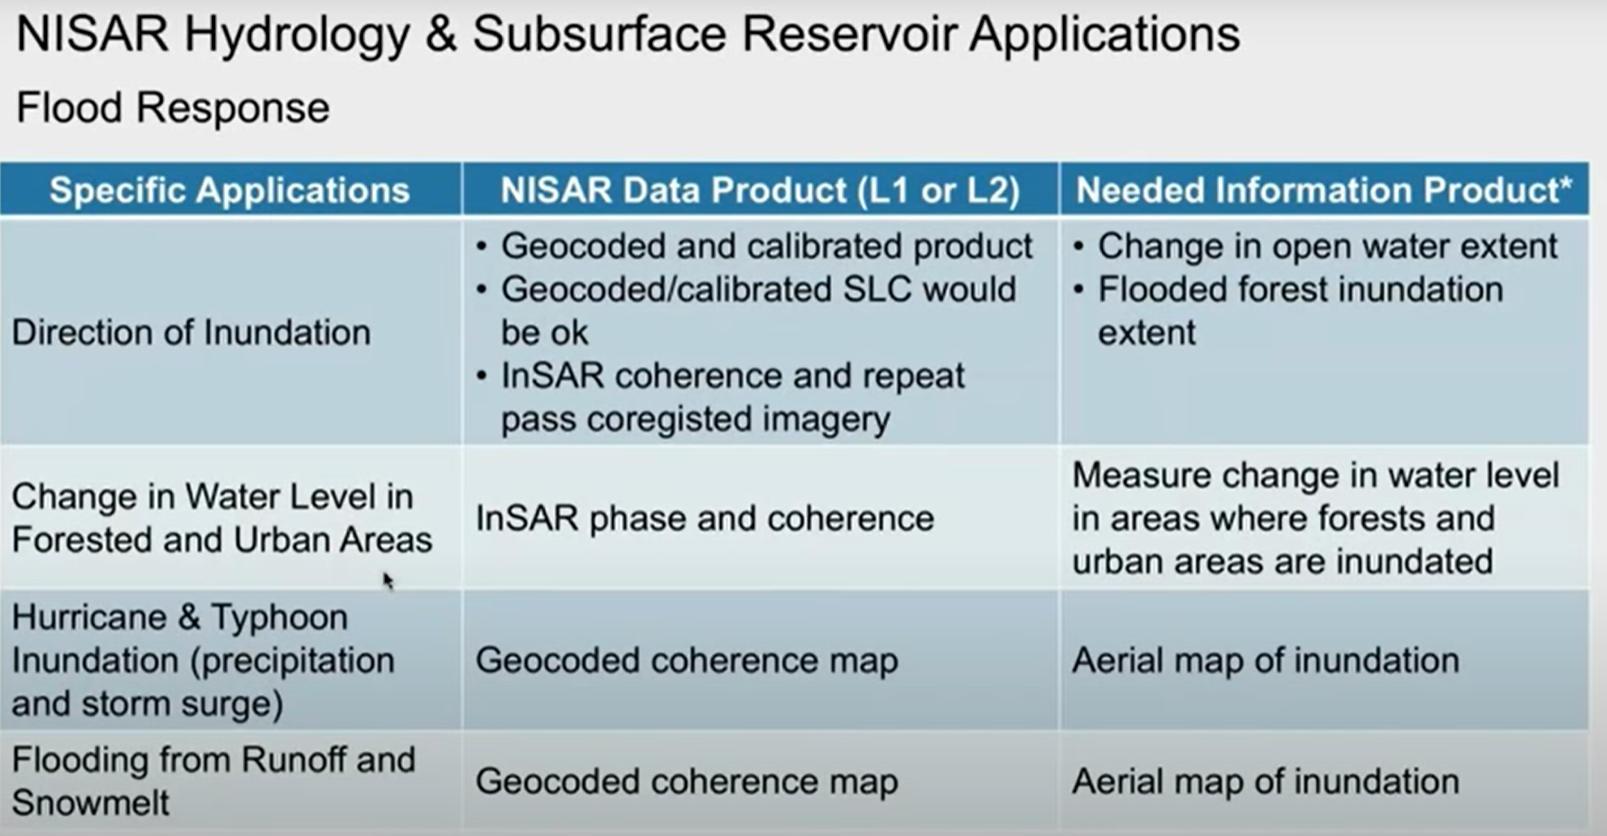 NISAR Hydrology & Subsurface Reservoir Applications
Flood Response
Specific Applications
NISAR Data Product (L1 or L2)
Needed Information Product*
Direction of Inundation
• Geocoded and calibrated product
• Geocoded/calibrated SLC would
be ok
• InSAR coherence and repeat
pass coregisted imagery
• Change in open water extent
• Flooded forest inundation
extent
Change in Water Level in
Forested and Urban Areas
InSAR phase and coherence
Measure change in water level
in areas where forests and
urban areas are inundated
Hurricane & Typhoon
Inundation (precipitation
and storm surge)
Geocoded coherence map
Aerial map of inundation
Flooding from Runoff and
Snowmelt
Geocoded coherence map
Aerial map of inundation